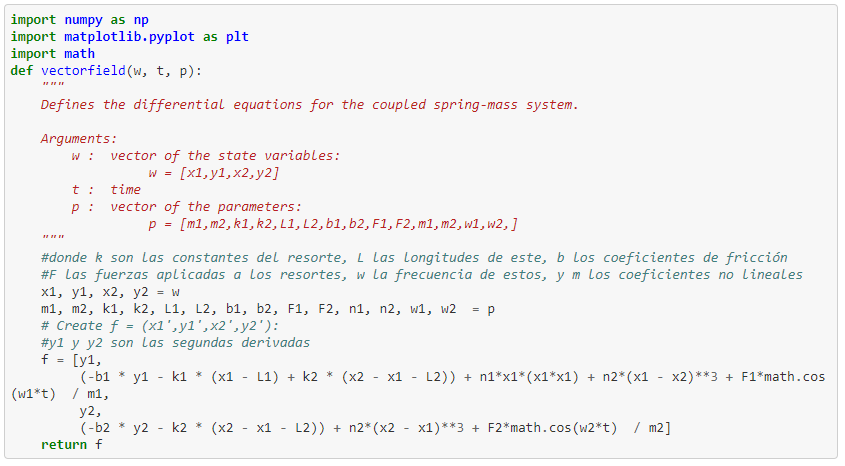 import numpy as np
import matplotlib.pyplot as plt
import math
def vectorfield(w, t, p):
    """
    Defines the differential equations for the coupled spring-mass system.

    Arguments:
        w :  vector of the state variables:
                  w = [x1,y1,x2,y2]
        t :  time
        p :  vector of the parameters:
                  p = [m1,m2,k1,k2,L1,L2,b1,b2,F1,F2,m1,m2,w1,w2,]
    """
    #donde k son las constantes del resorte, L las longitudes de este, b los coeficientes de fricción
    #F las fuerzas aplicadas a los resortes, w la frecuencia de estos, y m los coeficientes no lineales
    x1, y1, x2, y2 = w
    m1, m2, k1, k2, L1, L2, b1, b2, F1, F2, n1, n2, w1, w2  = p
    # Create f = (x1',y1',x2',y2'):
    #y1 y y2 son las segundas derivadas
    f = [y1,
         (-b1 * y1 - k1 * (x1 - L1) + k2 * (x2 - x1 - L2)) + n1*x1*(x1*x1) + n2*(x1 - x2)**3 + F1*math.cos
(w1*t)  / m1,
         y2,
         (-b2 * y2 - k2 * (x2 - x1 - L2)) + n2*(x2 - x1)**3 + F2*math.cos(w2*t)  / m2]
    return f